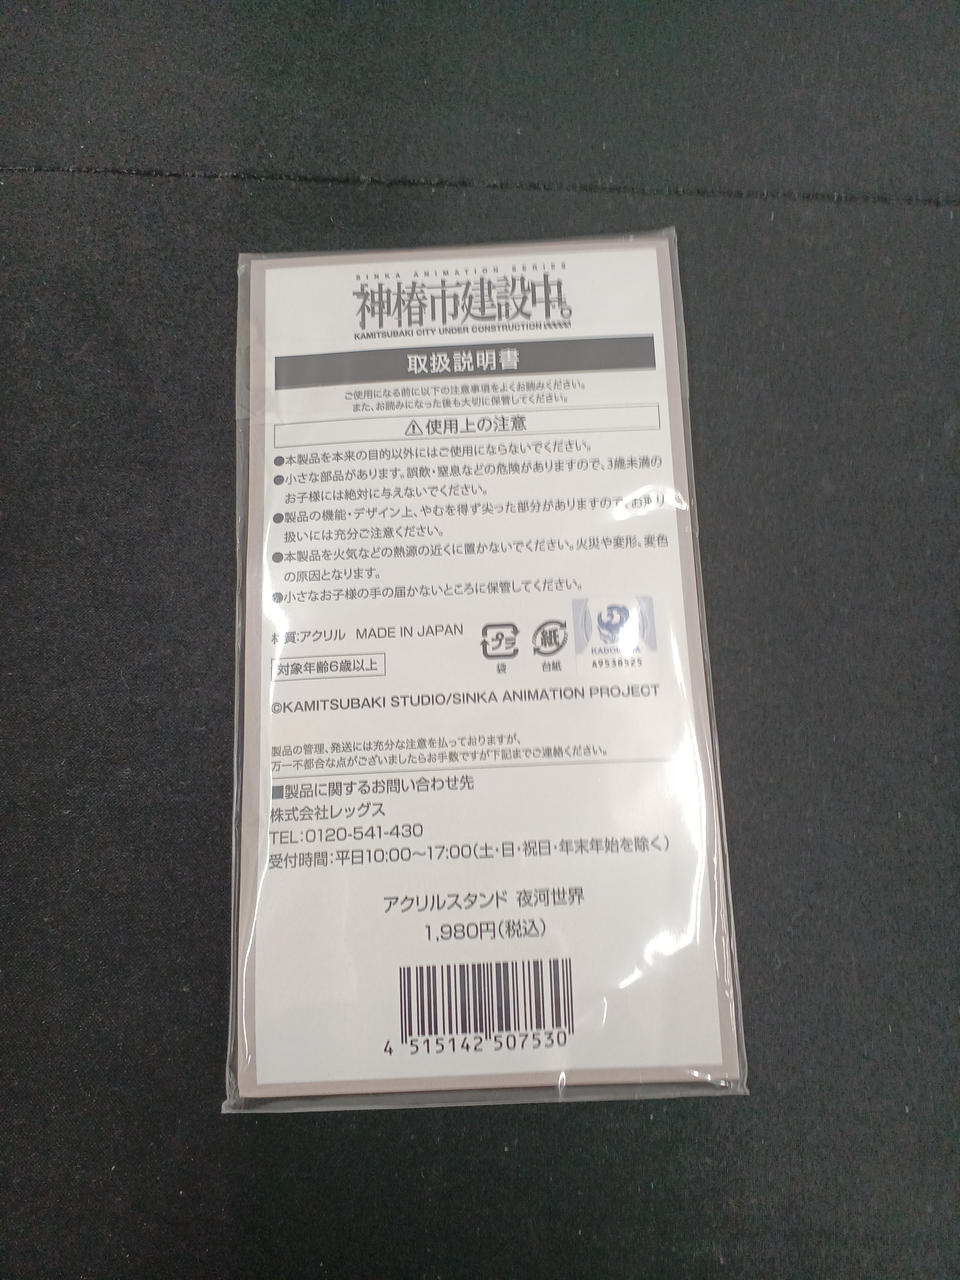 SINKA ANIMATION SERIES
神椿市建設中。
KAMITSUBAKI CITY UNDER CONSTRUCTION
取扱説明書
ご使用になる前に以下の注意事項をよくお読みください。
また、お読みになった後も大切に保管してください。
⚠使用上の注意
●本製品を本来の目的以外にはご使用にならないでください。
●小さな部品があります。誤飲・窒息などの危険がありますので、3歳未満の
お子様には絶対に与えないでください。
●製品の機能・デザイン上、やむを得ず尖った部分がありますので、お取り
扱いには充分ご注意ください。
●本製品を火気などの熱源の近くに置かないでください。火災や変形、変色
の原因となります。
●小さなお子様の手の届かないところに保管してください。
材質:アクリル MADE IN JAPAN
プラ
袋
紙
台紙
KADOKAWA
A9538525
対象年齢6歳以上
©KAMITSUBAKI STUDIO/SINKA ANIMATION PROJECT
製品の管理、発送には充分な注意を払っておりますが、
万一不都合な点がございましたらお手数ですが下記までご連絡ください。
■製品に関するお問い合わせ先
株式会社レッグス
TEL:0120-541-430
受付時間:平日10:00〜17:00(土・日・祝日・年末年始を除く)
アクリルスタンド 夜河世界
1,980円(税込)
4 515142 507530